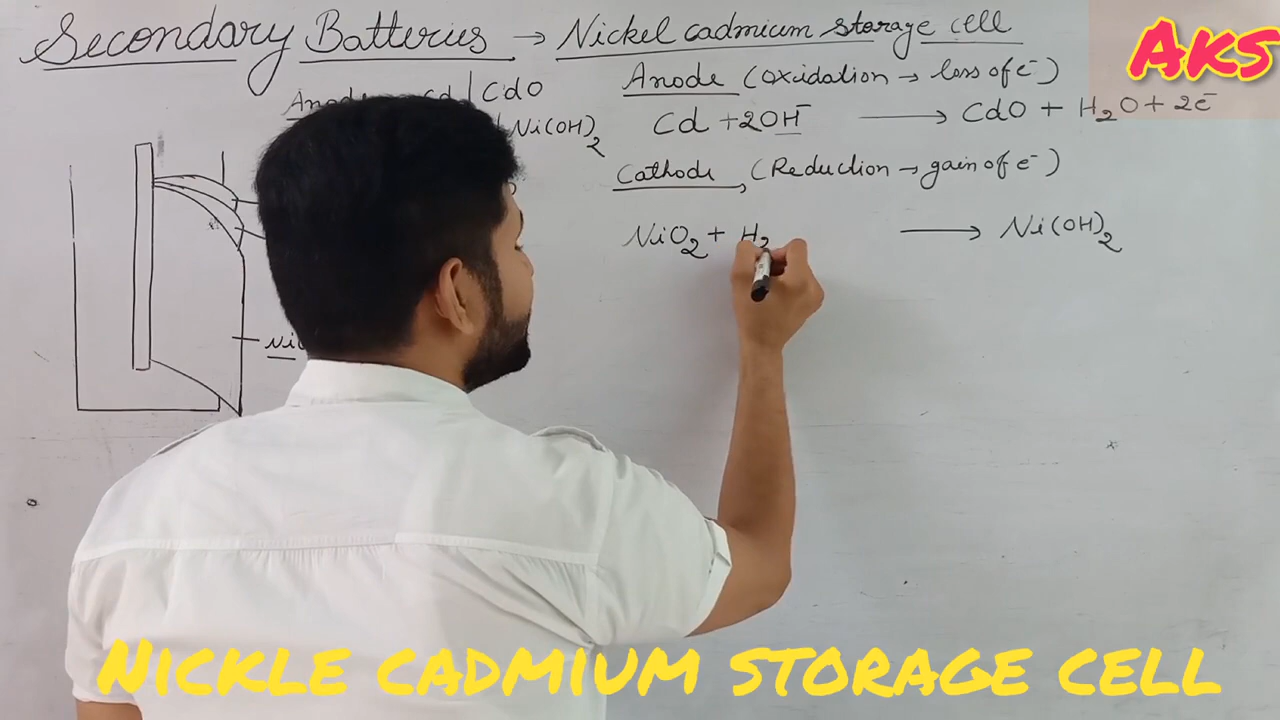 Secondary Batteries → Nickel cadmium storage cell
Aks
Cd | CdO
Ni(OH)₂
Anode (Oxidation → loss of e⁻)
Cd + 2OH⁻ → CdO + H₂O + 2e⁻
Cathode, (Reduction → gain of e⁻)
NiO₂ + H₂ → Ni(OH)₂
NICKLE CADMIUM STORAGE CELL